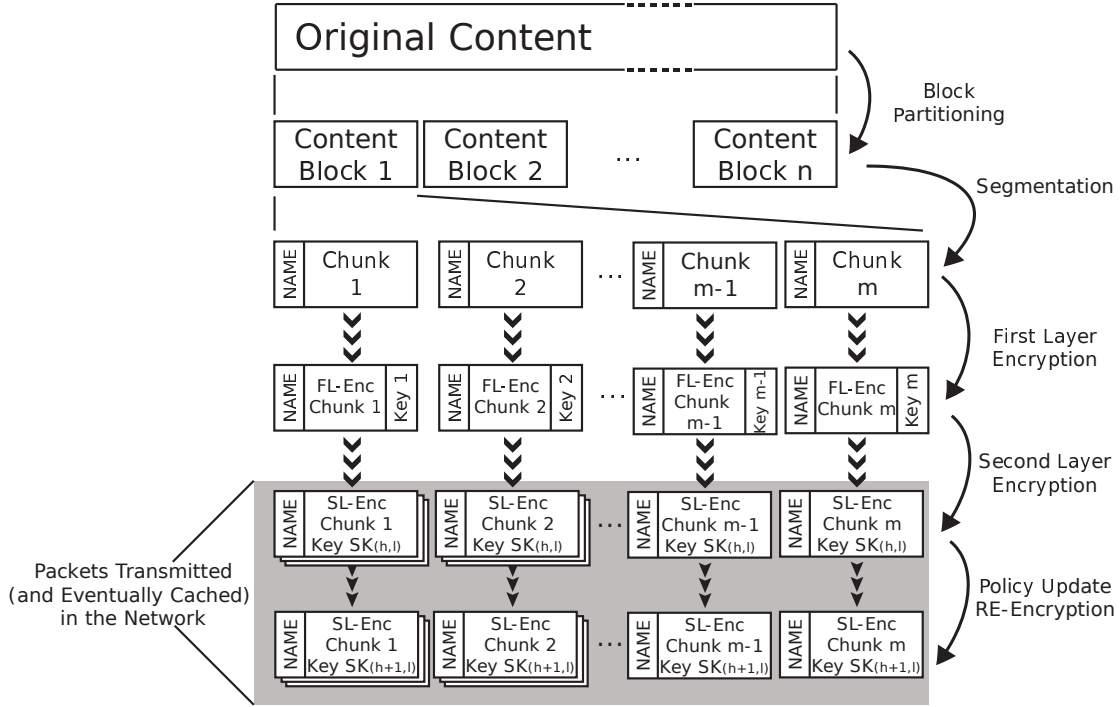 Original Content
Block
Partitioning
Content
Block 1
Content
Block 2
...
Content
Block n
Segmentation
NAME
Chunk
1
NAME
Chunk
2
...
NAME
Chunk
m-1
NAME
Chunk
m
First Layer
Encryption
NAME
FL-Enc
Chunk 1
Key 1
NAME
FL-Enc
Chunk 2
Key 2
...
NAME
FL-Enc
Chunk
m-1
Key m-1
NAME
FL-Enc
Chunk m
Key m
Second Layer
Encryption
NAME
SL-Enc
Chunk 1
Key SK(h,l)
NAME
SL-Enc
Chunk 2
Key SK(h,l)
...
NAME
SL-Enc
Chunk m-1
Key SK(h,l)
NAME
SL-Enc
Chunk m
Key SK(h,l)
Packets Transmitted
(and Eventually Cached)
in the Network
Policy Update
RE-Encryption
NAME
SL-Enc
Chunk 1
Key SK(h+1,l)
NAME
SL-Enc
Chunk 2
Key SK(h+1,l)
...
NAME
SL-Enc
Chunk m-1
Key SK(h+1,l)
NAME
SL-Enc
Chunk m
Key SK(h+1,l)